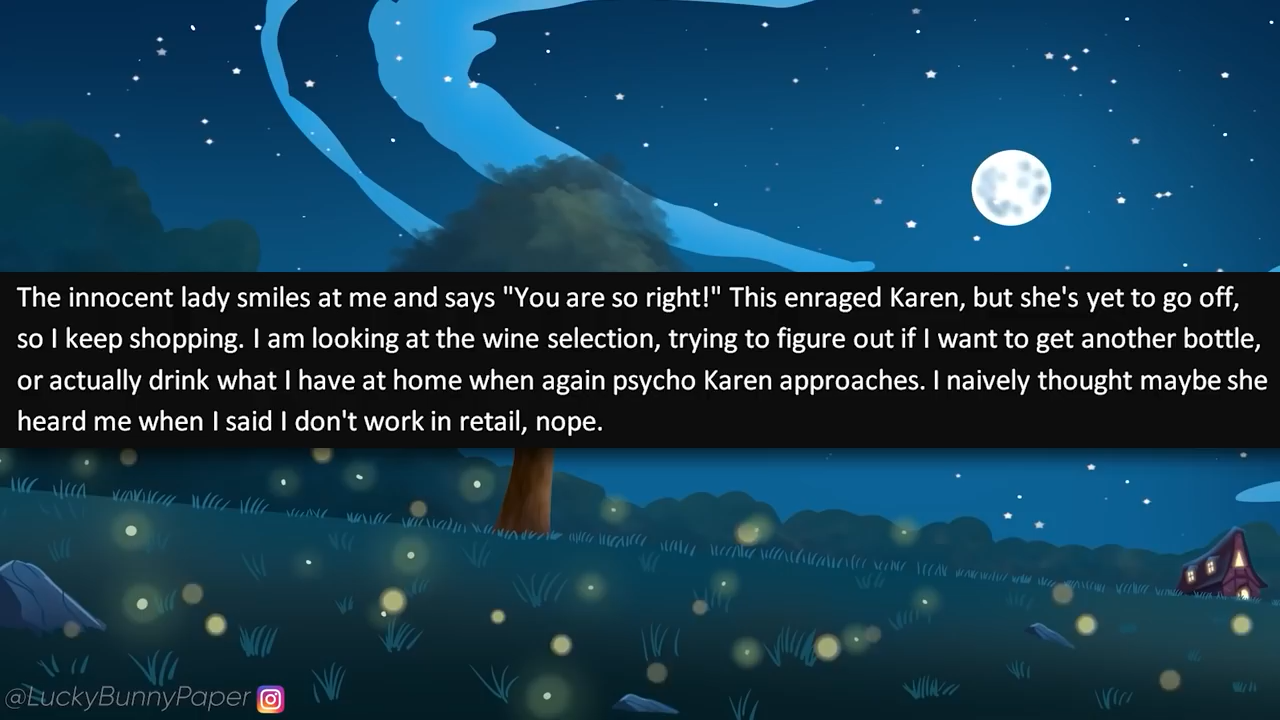 The innocent lady smiles at me and says "You are so right!" This enraged Karen, but she's yet to go off,
so I keep shopping. I am looking at the wine selection, trying to figure out if I want to get another bottle,
or actually drink what I have at home when again psycho Karen approaches. I naively thought maybe she
heard me when I said I don't work in retail, nope.
@LuckyBunnyPaper